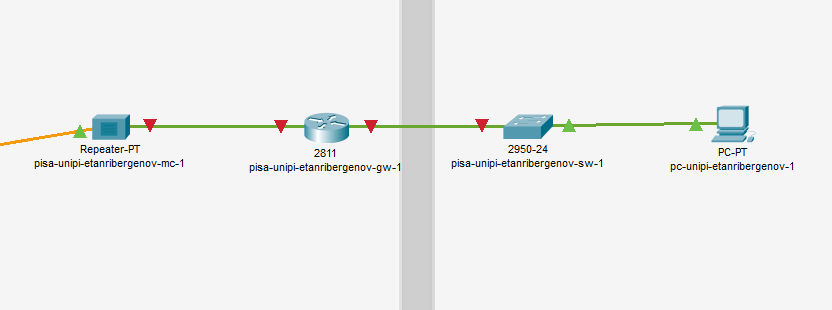 Repeater-PT
pisa-unipi-etanribergenov-mc-1
2811
pisa-unipi-etanribergenov-gw-1
2950-24
pisa-unipi-etanribergenov-sw-1
PC-PT
pc-unipi-etanribergenov-1